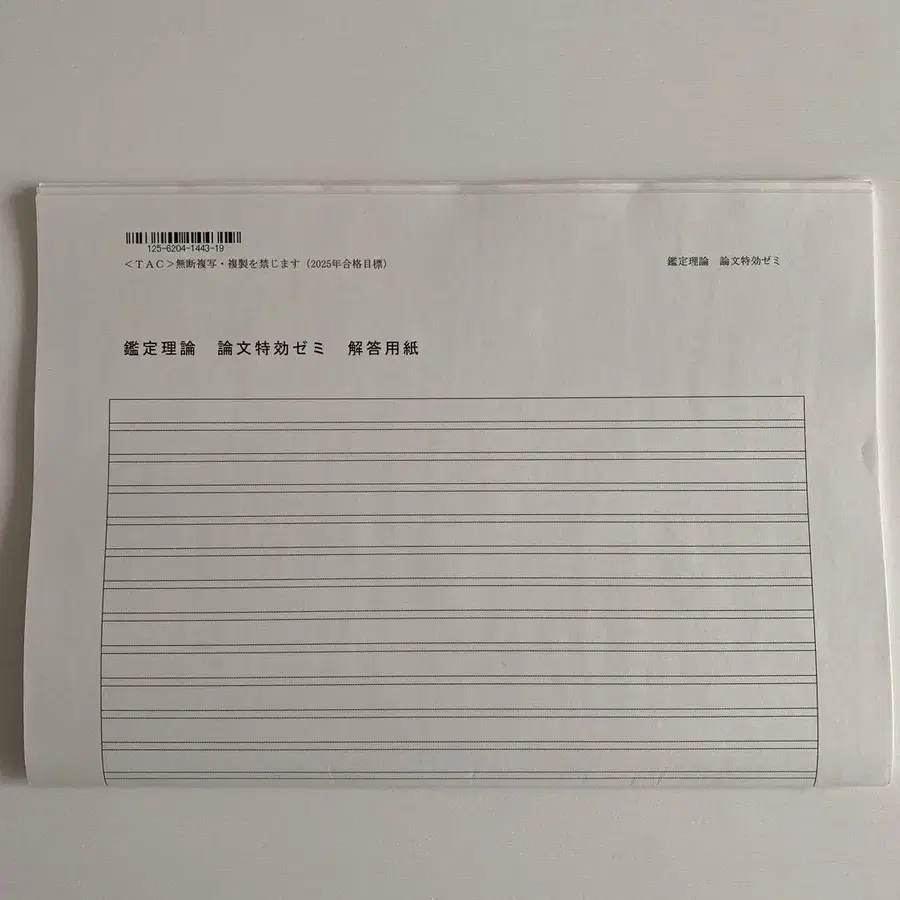 125-6204-1443-19
<TAC>無断複写・複製を禁じます(2025年合格目標)
鑑定理論 論文特効ゼミ
鑑定理論 論文特効ゼミ 解答用紙